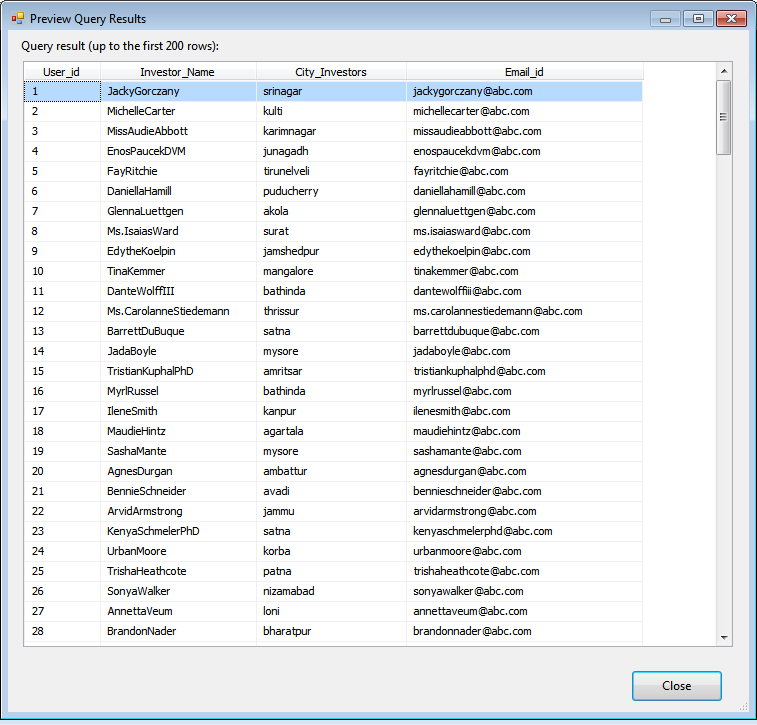 Preview Query Results
Query result (up to the first 200 rows):
User_id Investor_Name City_Investors Email_id
1 JackyGorczany srinagar jackygorczany@abc.com
2 MichelleCarter kulti michellecarter@abc.com
3 MissAudieAbbott karimnagar missaudieabbott@abc.com
4 EnosPaucekDVM junagadh enospaucekdvm@abc.com
5 FayRitchie tirunelveli fayritchie@abc.com
6 DaniellaHamill puducherry daniellahamill@abc.com
7 GlennaLuettgen akola glennaluettgen@abc.com
8 Ms.IsaiasWard surat ms.isaiasward@abc.com
9 EdytheKoelpin jamshedpur edythekoelpin@abc.com
10 TinaKemmer mangalore tinakemmer@abc.com
11 DanteWolffIII bathinda dantewolffiii@abc.com
12 Ms.CarolanneStiedemann thrissur ms.carolannestiedemann@abc.com
13 BarrettDuBuque satna barrettdubuque@abc.com
14 JadaBoyle mysore jadaboyle@abc.com
15 TristianKuphalPhD amritsar tristiankuphalphd@abc.com
16 MyrlRussel bathinda myrlrussel@abc.com
17 IleneSmith kanpur ilenesmith@abc.com
18 MaudieHintz agartala maudiehintz@abc.com
19 SashaMante mysore sashamante@abc.com
20 AgnesDurgan ambattur agnesdurgan@abc.com
21 BennieSchneider avadi bennieschneider@abc.com
22 ArvidArmstrong jammu arvidarmstrong@abc.com
23 KenyaSchmelerPhD satna kenyaschmelerphd@abc.com
24 UrbanMoore korba urbanmoore@abc.com
25 TrishaHeathcote patna trishaheathcote@abc.com
26 SonyaWalker nizamabad sonyawalker@abc.com
27 AnnettaVeum loni annettaveum@abc.com
28 BrandonNader bharatpur brandonnader@abc.com
Close